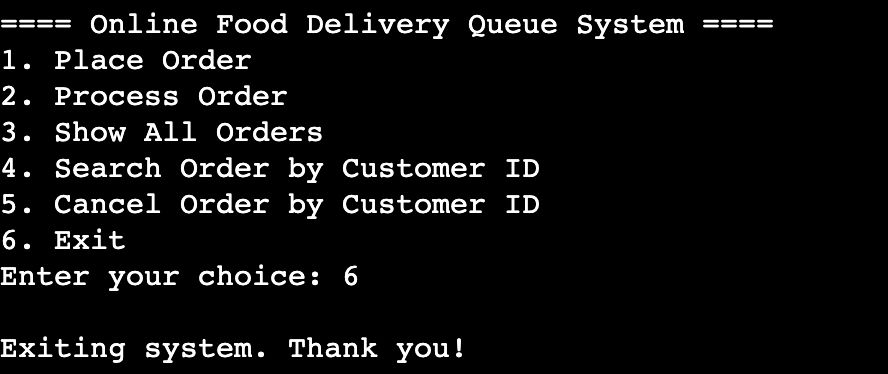 ==== Online Food Delivery Queue System ====
1. Place Order
2. Process Order
3. Show All Orders
4. Search Order by Customer ID
5. Cancel Order by Customer ID
6. Exit
Enter your choice: 6
Exiting system. Thank you!